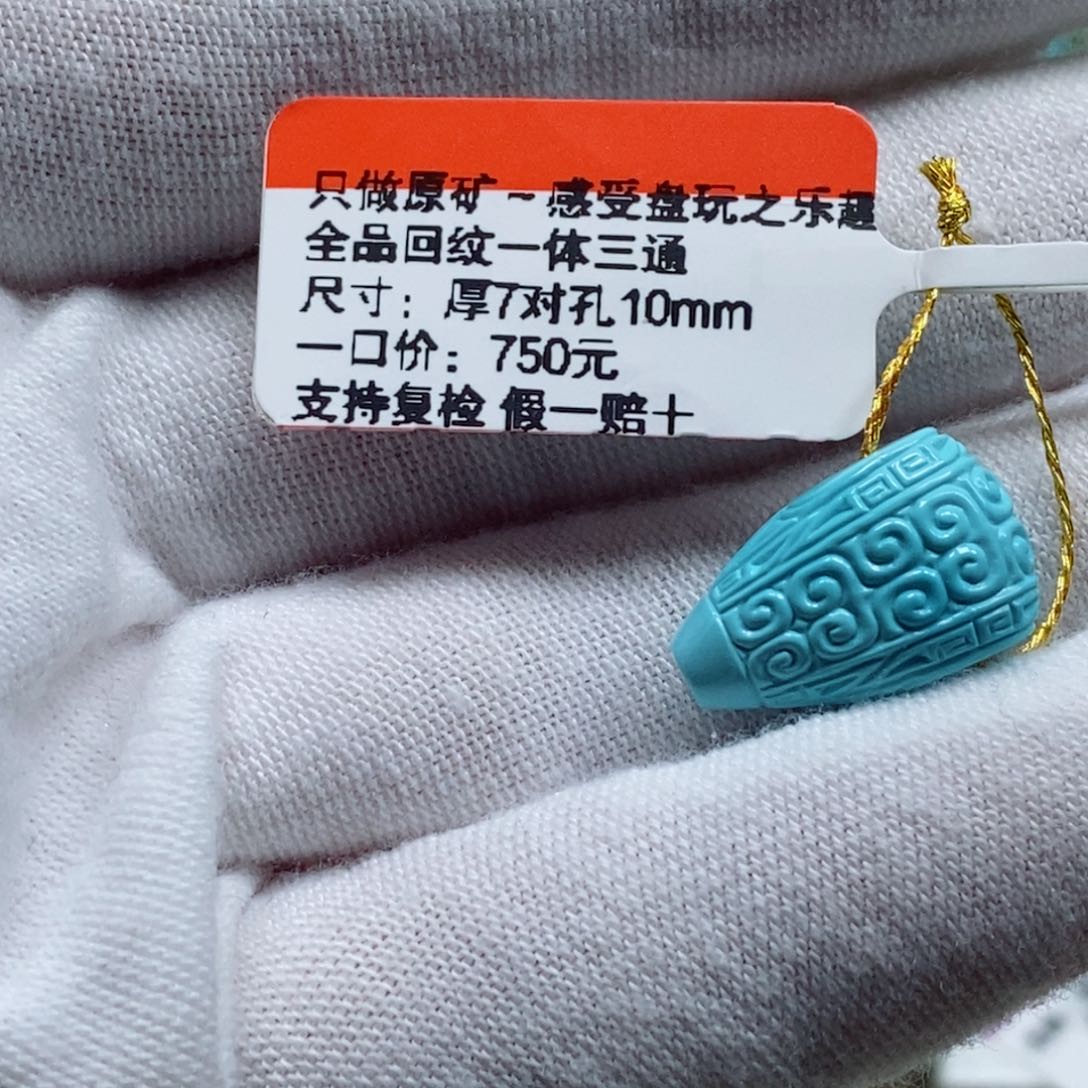 只做原矿~感受盘玩之乐趣
全品回纹一体三通
尺寸：厚7对孔10mm
一口价：750元
支持复检 假一赔十